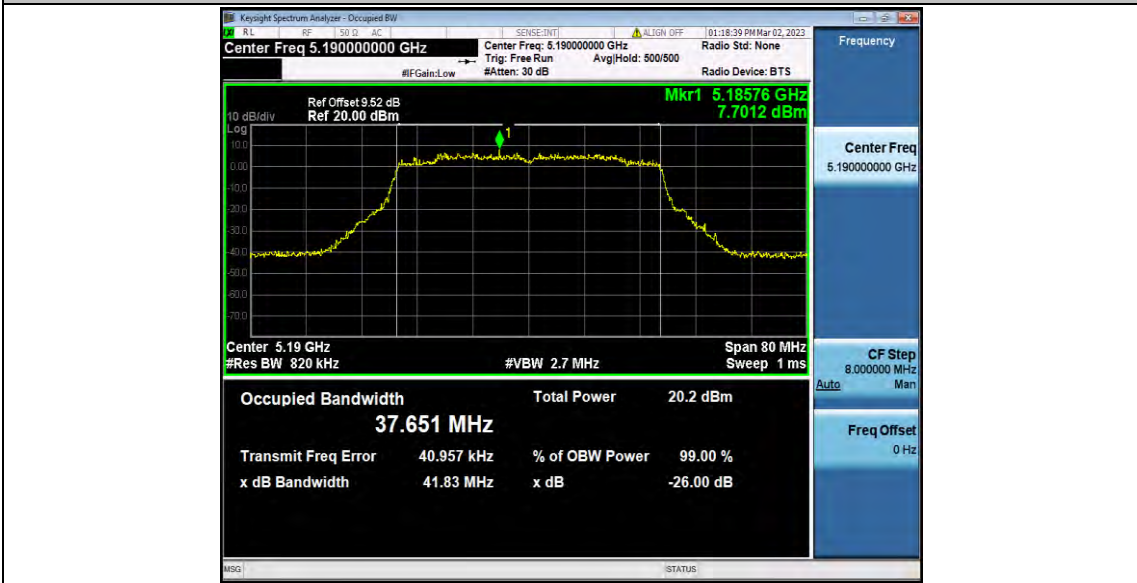 Keysight Spectrum Analyzer - Occupied BW
RL RF 50 Ω AC SENSE:INT ALIGN OFF 01:18:39 PM Mar 02, 2023
Center Freq 5.190000000 GHz
Center Freq: 5.190000000 GHz
Radio Std: None
Trig: Free Run Avg|Hold: 500/500
#IFGain:Low
#Atten: 30 dB
Radio Device: BTS
Frequency
Mkr1 5.18576 GHz
7.7012 dBm
Ref Offset 9.52 dB
10 dB/div Ref 20.00 dBm
Log
1
10.0
0.00
-10.0
-20.0
-30.0
-40.0
-50.0
-60.0
-70.0
Center Freq
5.190000000 GHz
Center 5.19 GHz Span 80 MHz
#Res BW 820 kHz #VBW 2.7 MHz Sweep 1 ms
CF Step
8.000000 MHz
Auto Man
Occupied Bandwidth Total Power 20.2 dBm
37.651 MHz
Transmit Freq Error 40.957 kHz % of OBW Power 99.00 %
x dB Bandwidth 41.83 MHz x dB -26.00 dB
Freq Offset
0 Hz
MSG STATUS